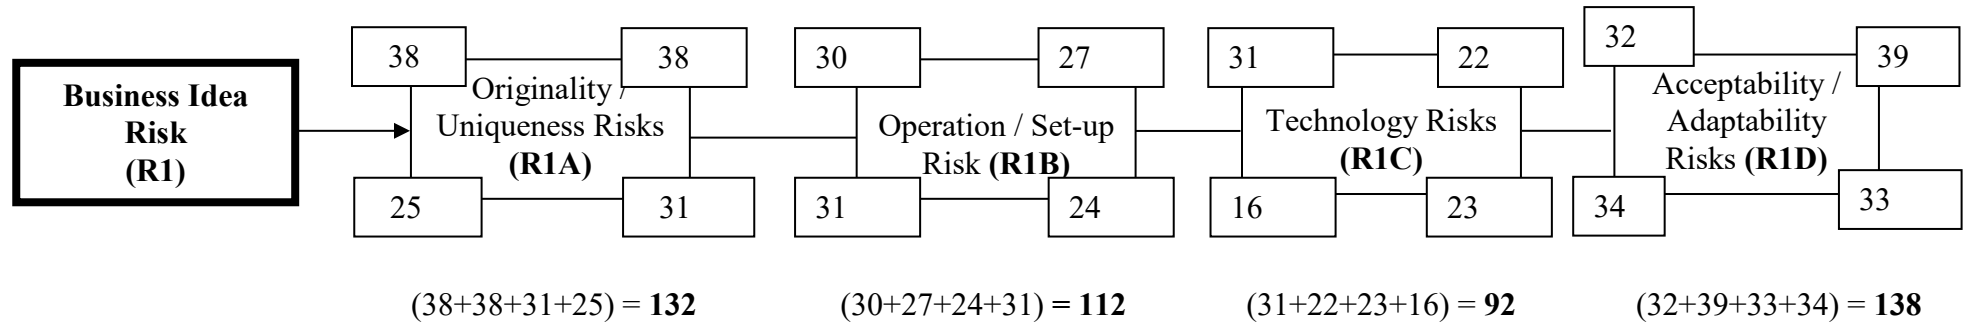 Business Idea
Risk
(R1)
38
38
Originality /
Uniqueness Risks
(R1A)
25
31
30
27
Operation / Set-up
Risk (R1B)
31
24
31
22
Technology Risks
(R1C)
16
23
32
39
Acceptability /
Adaptability
Risks (R1D)
34
33
(38+38+31+25) = 132
(30+27+24+31) = 112
(31+22+23+16) = 92
(32+39+33+34) = 138